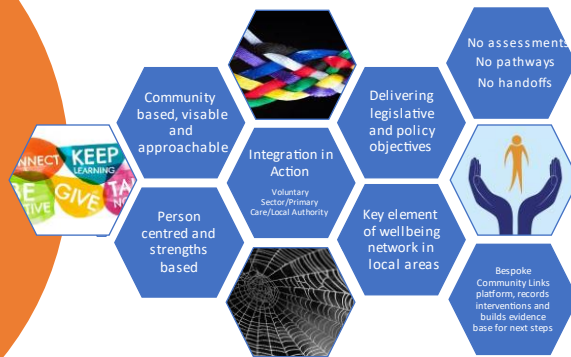 No assessments
No pathways
No handoffs
Community
based, visable
and
approachable
Delivering
legislative
and policy
objectives
Integration in
Action
Voluntary
Sector/Primary
Care/Local Authority
KEEP
LEARNING
GIVE
Person
centred and
strengths
based
Key element
of wellbeing
network in
local areas
Bespoke
Community Links
platform, records
interventions and
builds evidence
base for next steps